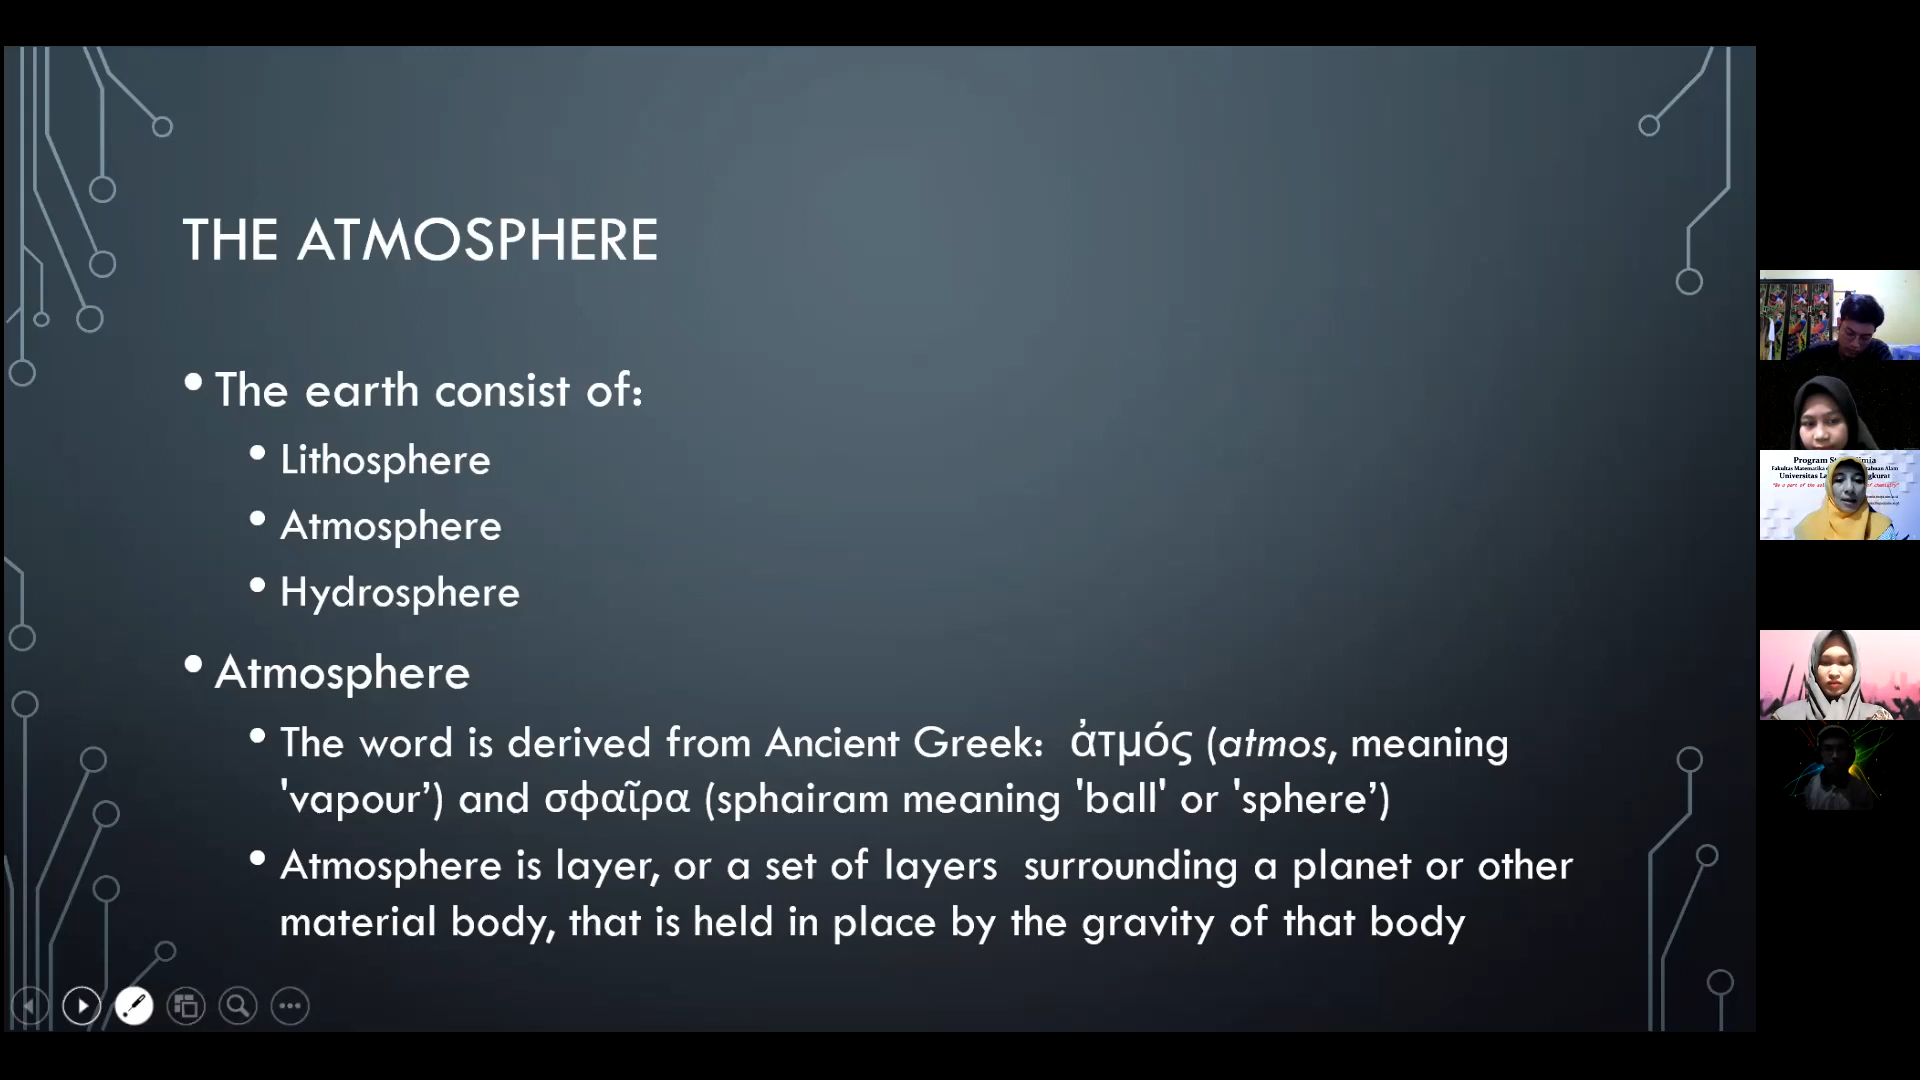 THE ATMOSPHERE
The earth consist of:
Lithosphere
Atmosphere
Hydrosphere
Atmosphere
The word is derived from Ancient Greek: ἀτμός (atmos, meaning
'vapour’) and σφαῖρα (sphairam meaning 'ball' or 'sphere’)
Atmosphere is layer, or a set of layers surrounding a planet or other
material body, that is held in place by the gravity of that body
Program
Fakultas Matematika
Universitas